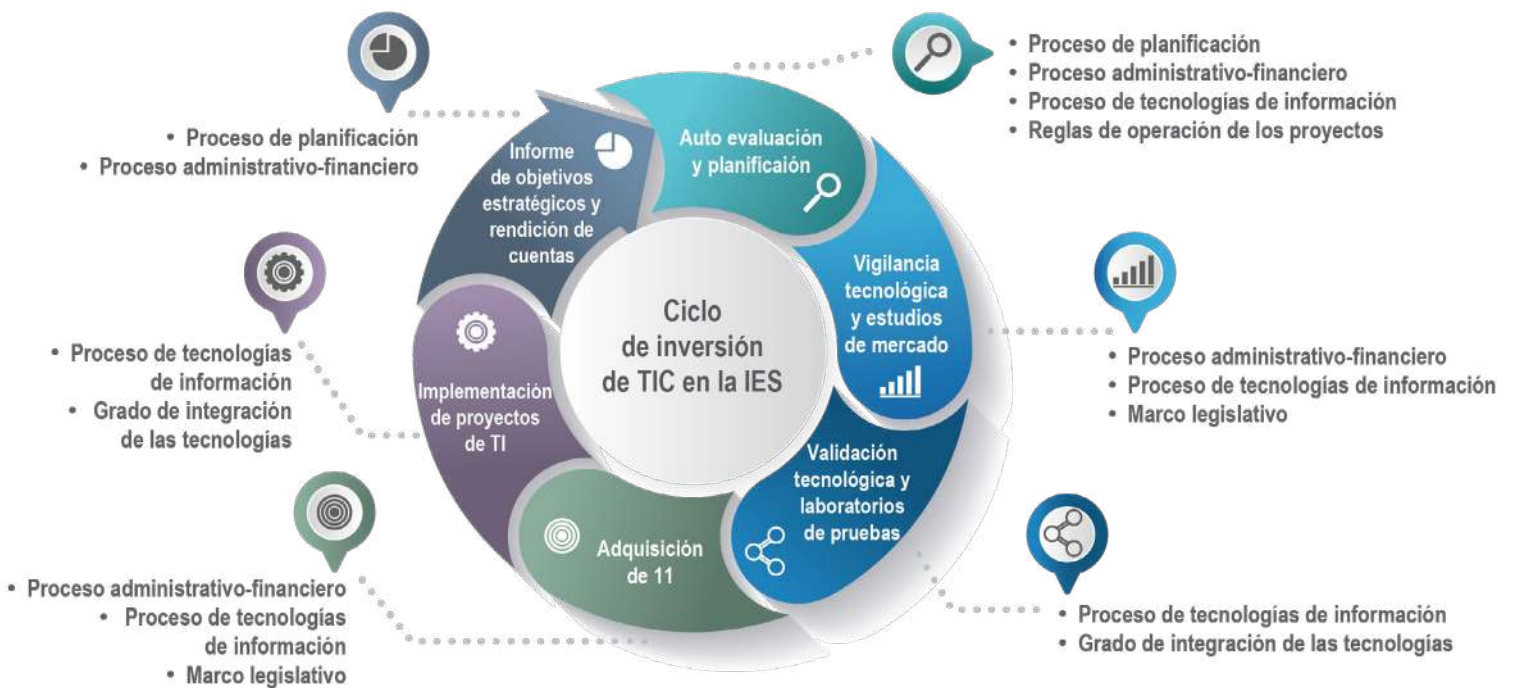 Ciclo
de inversión
de TIC en la IES
Auto evaluación
y planificaión
• Proceso de planificación
• Proceso administrativo-financiero
• Proceso de tecnologías de información
• Reglas de operación de los proyectos
Vigilancia
tecnológica
y estudios
de mercado
• Proceso administrativo-financiero
• Proceso de tecnologías de información
• Marco legislativo
Validación
tecnológica y
laboratorios
de pruebas
• Proceso de tecnologías de información
• Grado de integración de las tecnologías
Adquisición
de 11
• Proceso administrativo-financiero
• Proceso de tecnologías
de información
• Marco legislativo
Implementación
de proyectos
de TI
• Proceso de tecnologías
de información
• Grado de integración
de las tecnologías
Informe
de objetivos
estratégicos y
rendición de
cuentas
• Proceso de planificación
• Proceso administrativo-financiero